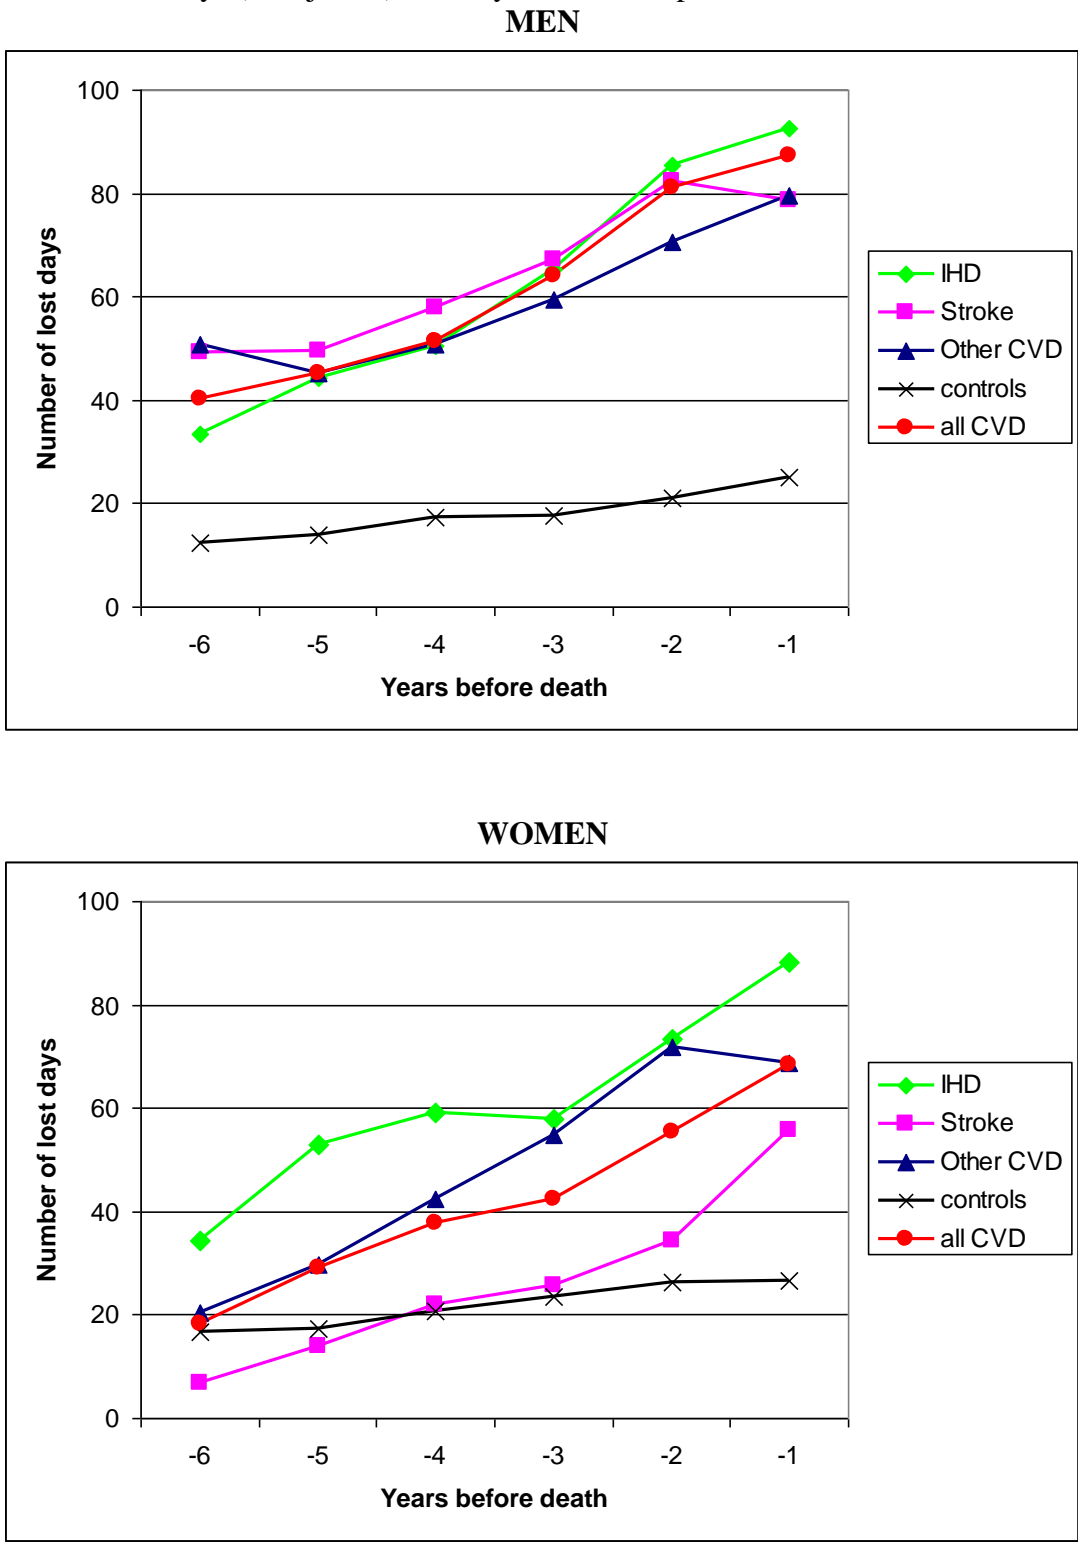 MEN
100
80
60
40
20
0
Number of lost days
-6 -5 -4 -3 -2 -1
Years before death
IHD
Stroke
Other CVD
controls
all CVD
WOMEN
100
80
60
40
20
0
Number of lost days
-6 -5 -4 -3 -2 -1
Years before death
IHD
Stroke
Other CVD
controls
all CVD